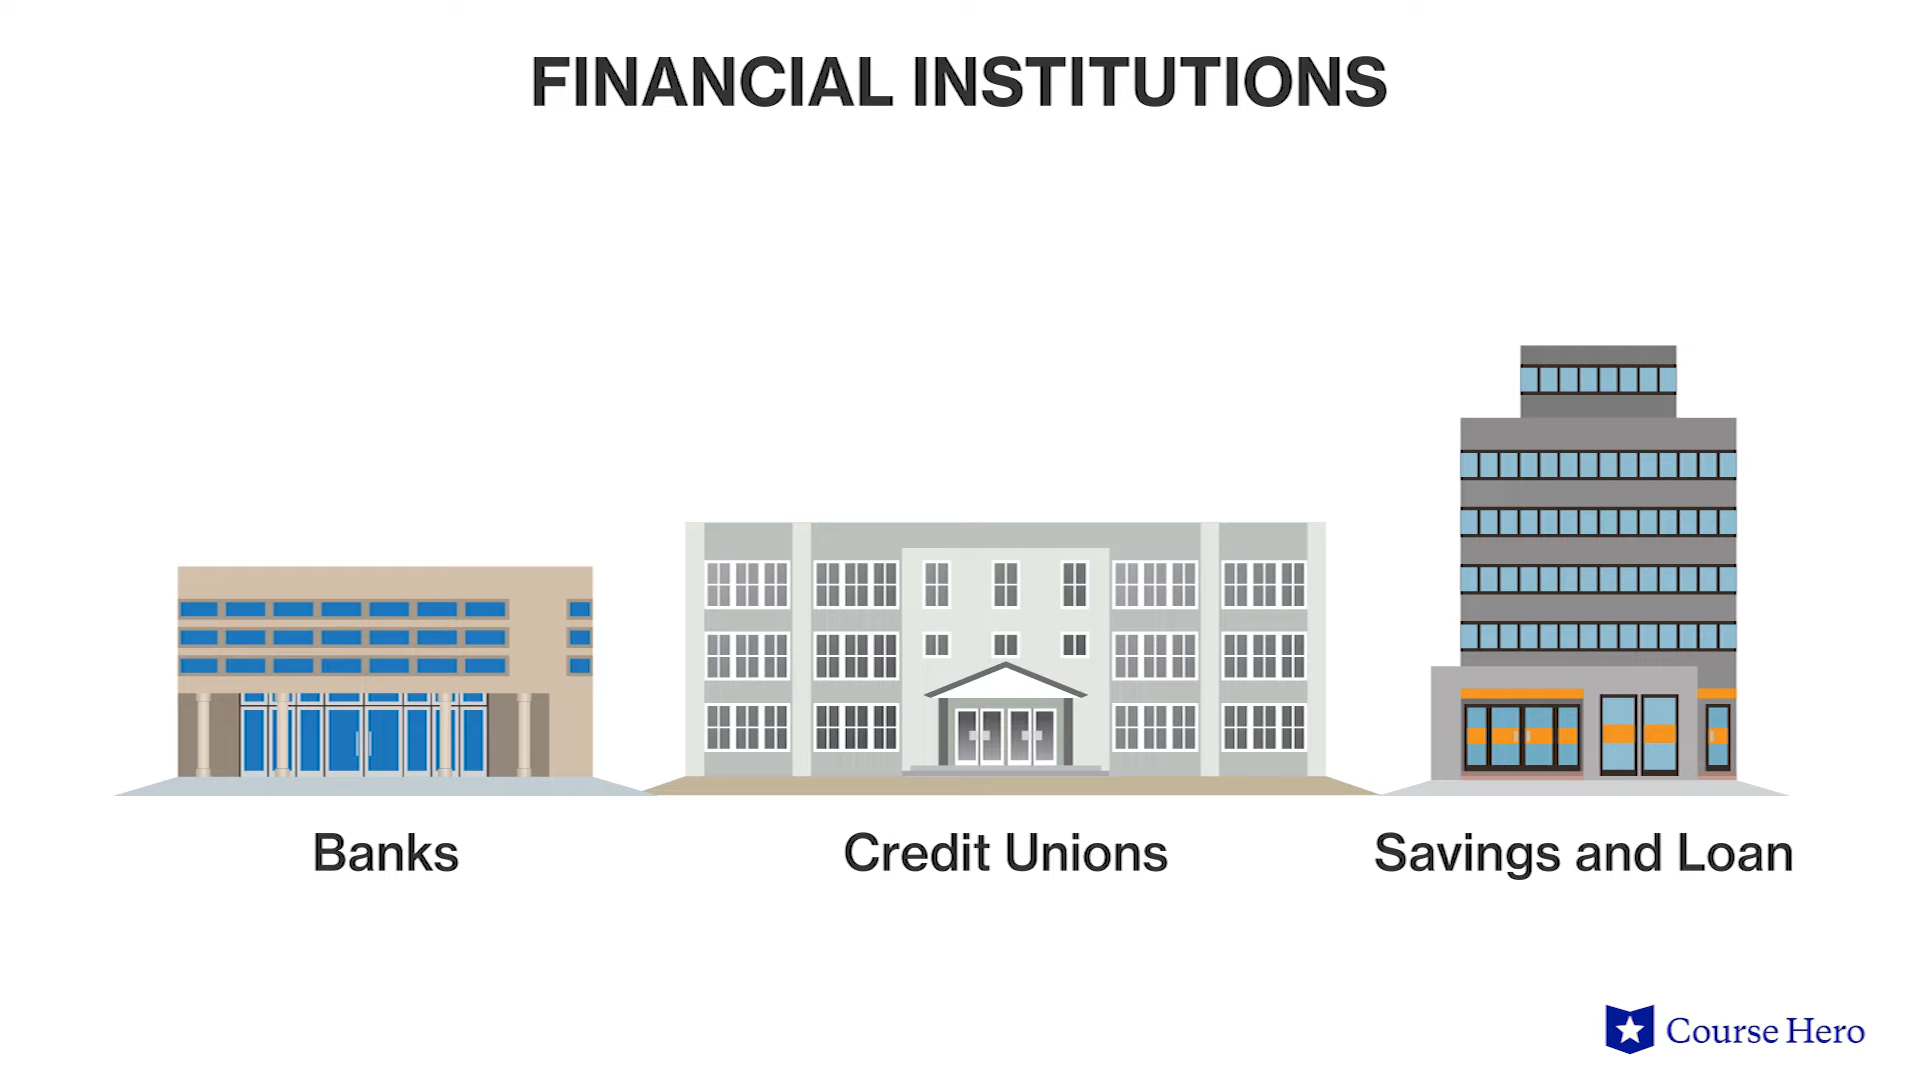 FINANCIAL INSTITUTIONS
Banks
Credit Unions
Savings and Loan
Course Hero